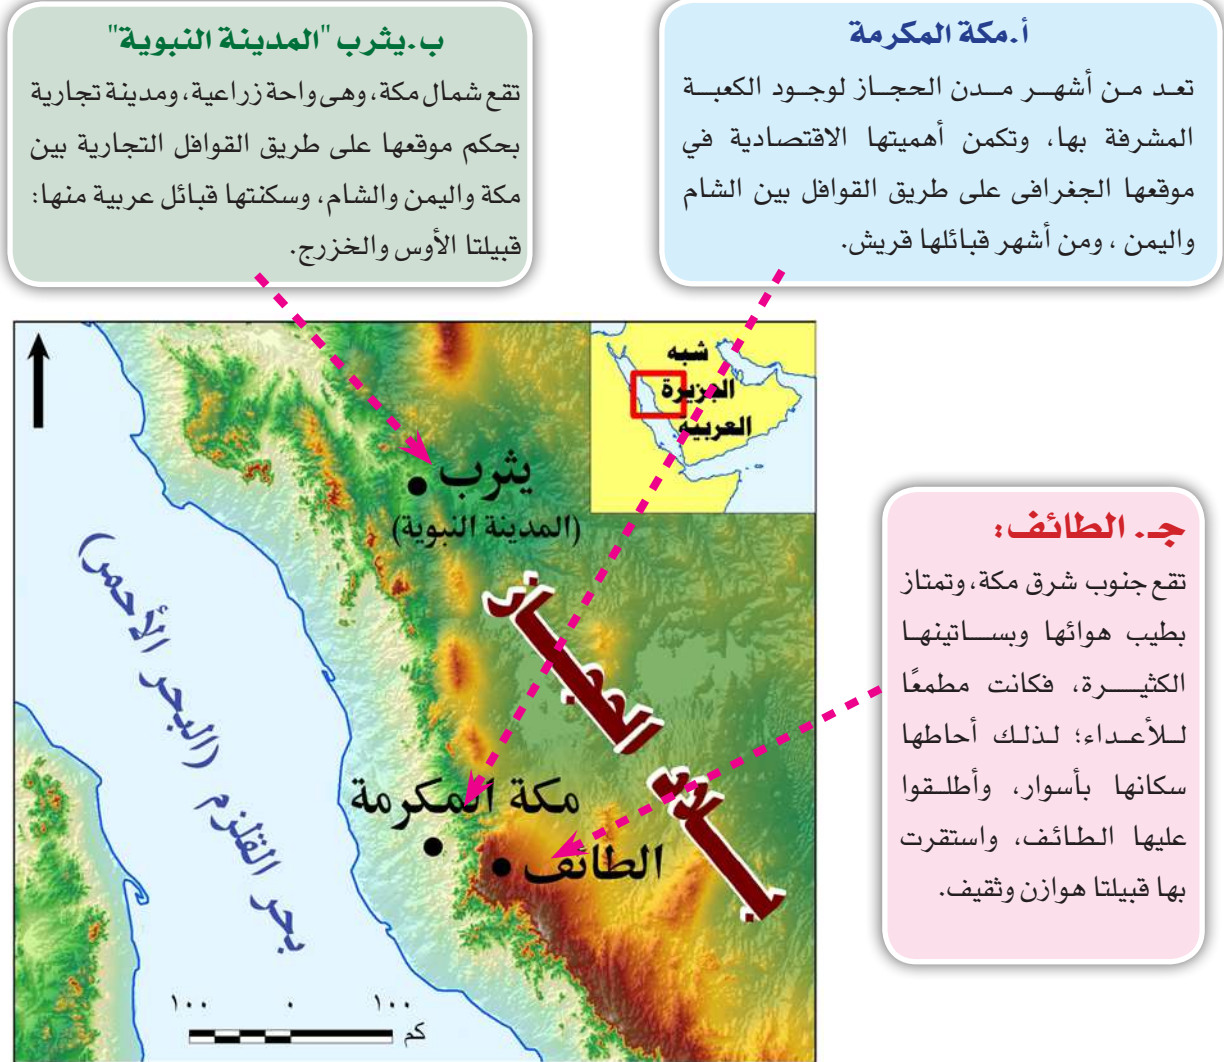 أ.مكة المكرمة
تعد من أشهر مدن الحجاز لوجود الكعبة
المشرفة بها، وتكمن أهميتها الاقتصادية في
موقعها الجغرافى على طريق القوافل بين الشام
واليمن ، ومن أشهر قبائلها قريش.
ب.يثرب "المدينة النبوية"
تقع شمال مكة، وهى واحة زراعية، ومدينة تجارية
بحكم موقعها على طريق القوافل التجارية بين
مكة واليمن والشام، وسكنتها قبائل عربية منها:
قبيلتا الأوس والخزرج.
شبه
الجزيرة
العربية
يثرب
(المدينة النبوية)
جـ. الطائف:
تقع جنوب شرق مكة، وتمتاز
بطيب هوائها وبساتينها
الكثيرة، فكانت مطمعًا
للأعداء؛ لذلك أحاطها
سكانها بأسوار، وأطلقوا
عليها الطائف، واستقرت
بها قبيلتا هوازن وثقيف.
بحر القلزم (البحر الأحمر)
مكة المكرمة
الطائف
١٠٠ ٠ ١٠٠
كم